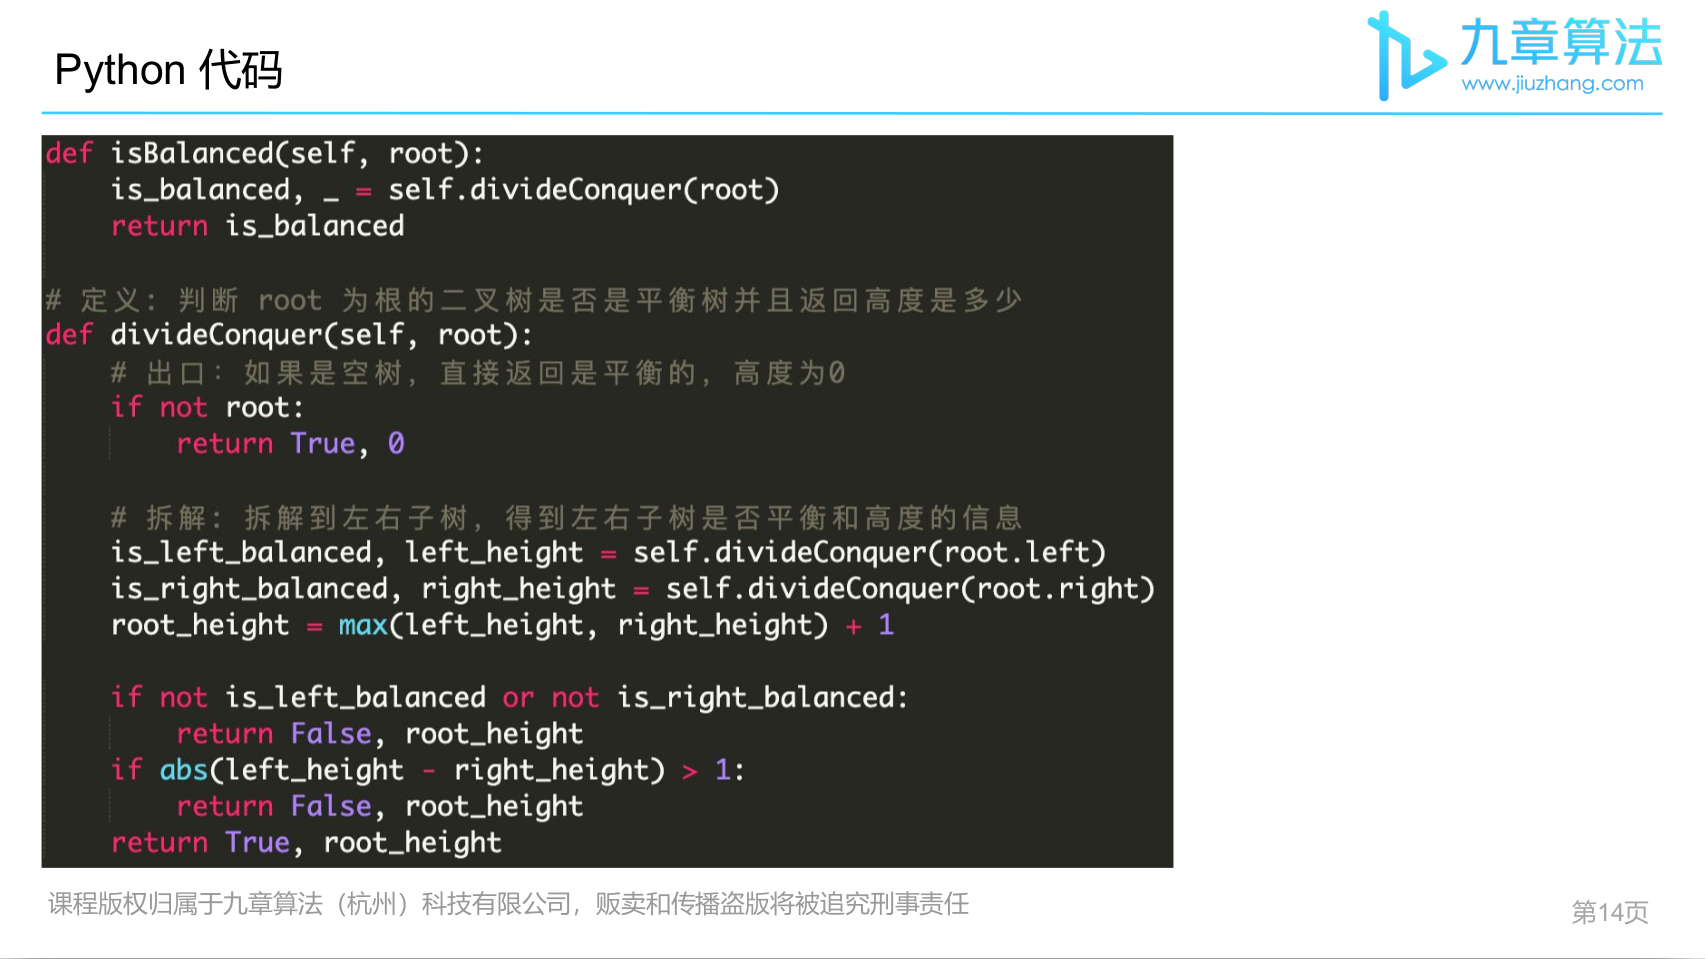 Python 代码
九章算法
www.jiuzhang.com
def isBalanced(self, root):
    is_balanced, _ = self.divideConquer(root)
    return is_balanced
# 定义: 判断 root 为根的二叉树是否是平衡树并且返回高度是多少
def divideConquer(self, root):
    # 出口: 如果是空树, 直接返回是平衡的, 高度为0
    if not root:
        return True, 0
    # 拆解: 拆解到左右子树, 得到左右子树是否平衡和高度的信息
    is_left_balanced, left_height = self.divideConquer(root.left)
    is_right_balanced, right_height = self.divideConquer(root.right)
    root_height = max(left_height, right_height) + 1
    if not is_left_balanced or not is_right_balanced:
        return False, root_height
    if abs(left_height - right_height) > 1:
        return False, root_height
    return True, root_height
课程版权归属于九章算法（杭州）科技有限公司，贩卖和传播盗版将被追究刑事责任
第14页